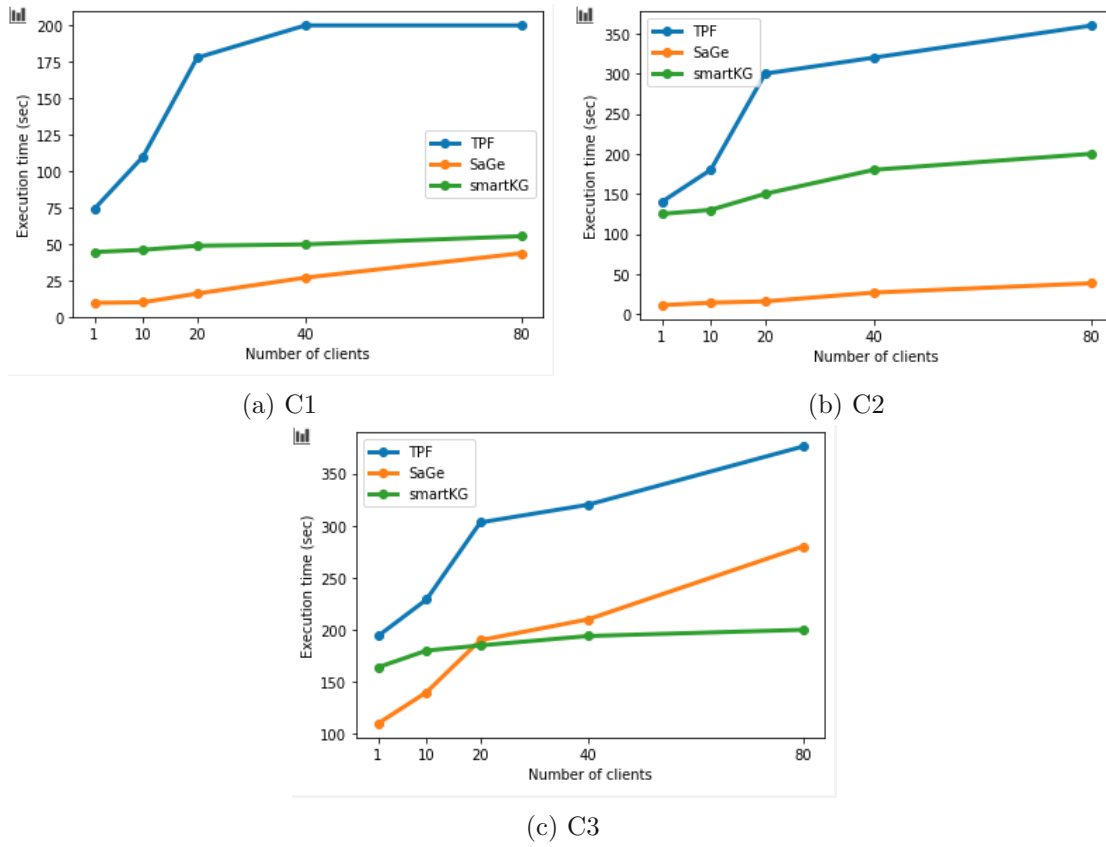 200
175
150
125
100
75
50
25
0
Execution time (sec)
TPF
SaGe
smartKG
1 10 20 40 80
Number of clients
(a) C1
350
300
250
200
150
100
50
0
Execution time (sec)
TPF
SaGe
smartKG
1 10 20 40 80
Number of clients
(b) C2
350
300
250
200
150
100
Execution time (sec)
TPF
SaGe
smartKG
1 10 20 40 80
Number of clients
(c) C3